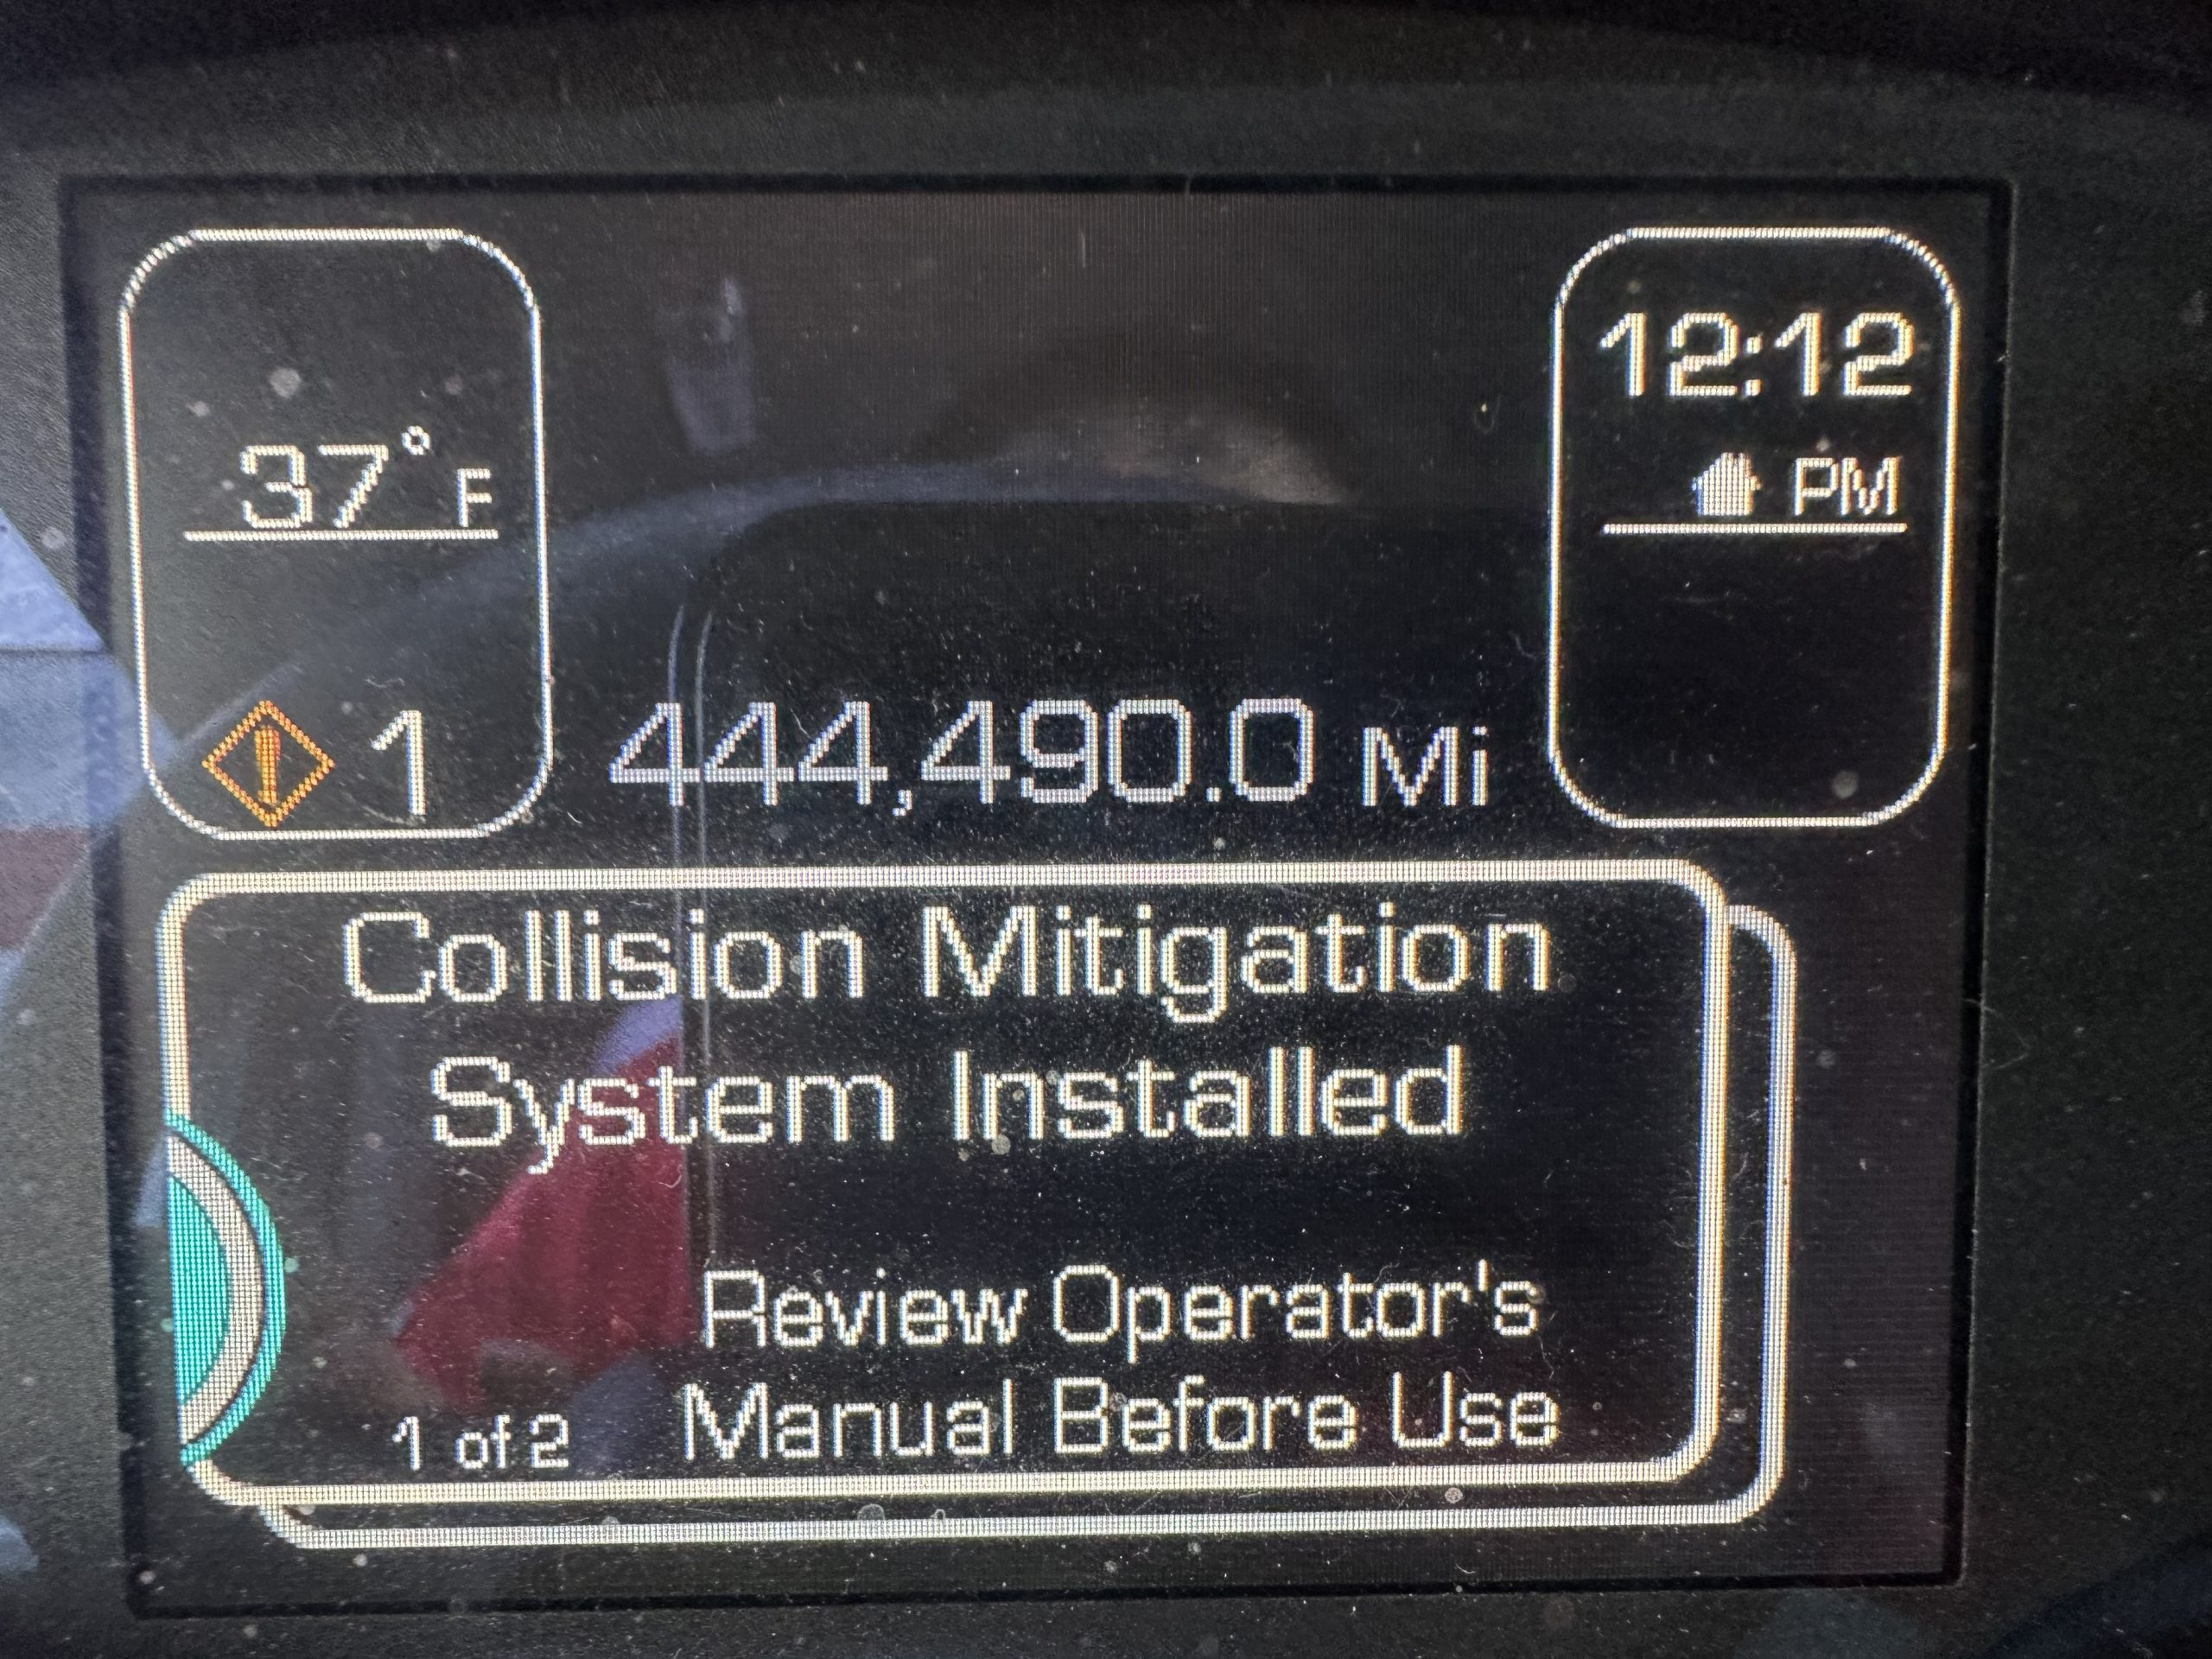 37°F
12:12
PM
! 1
444,490.0 Mi
Collision Mitigation
System Installed
Review Operator's
Manual Before Use
1 of 2